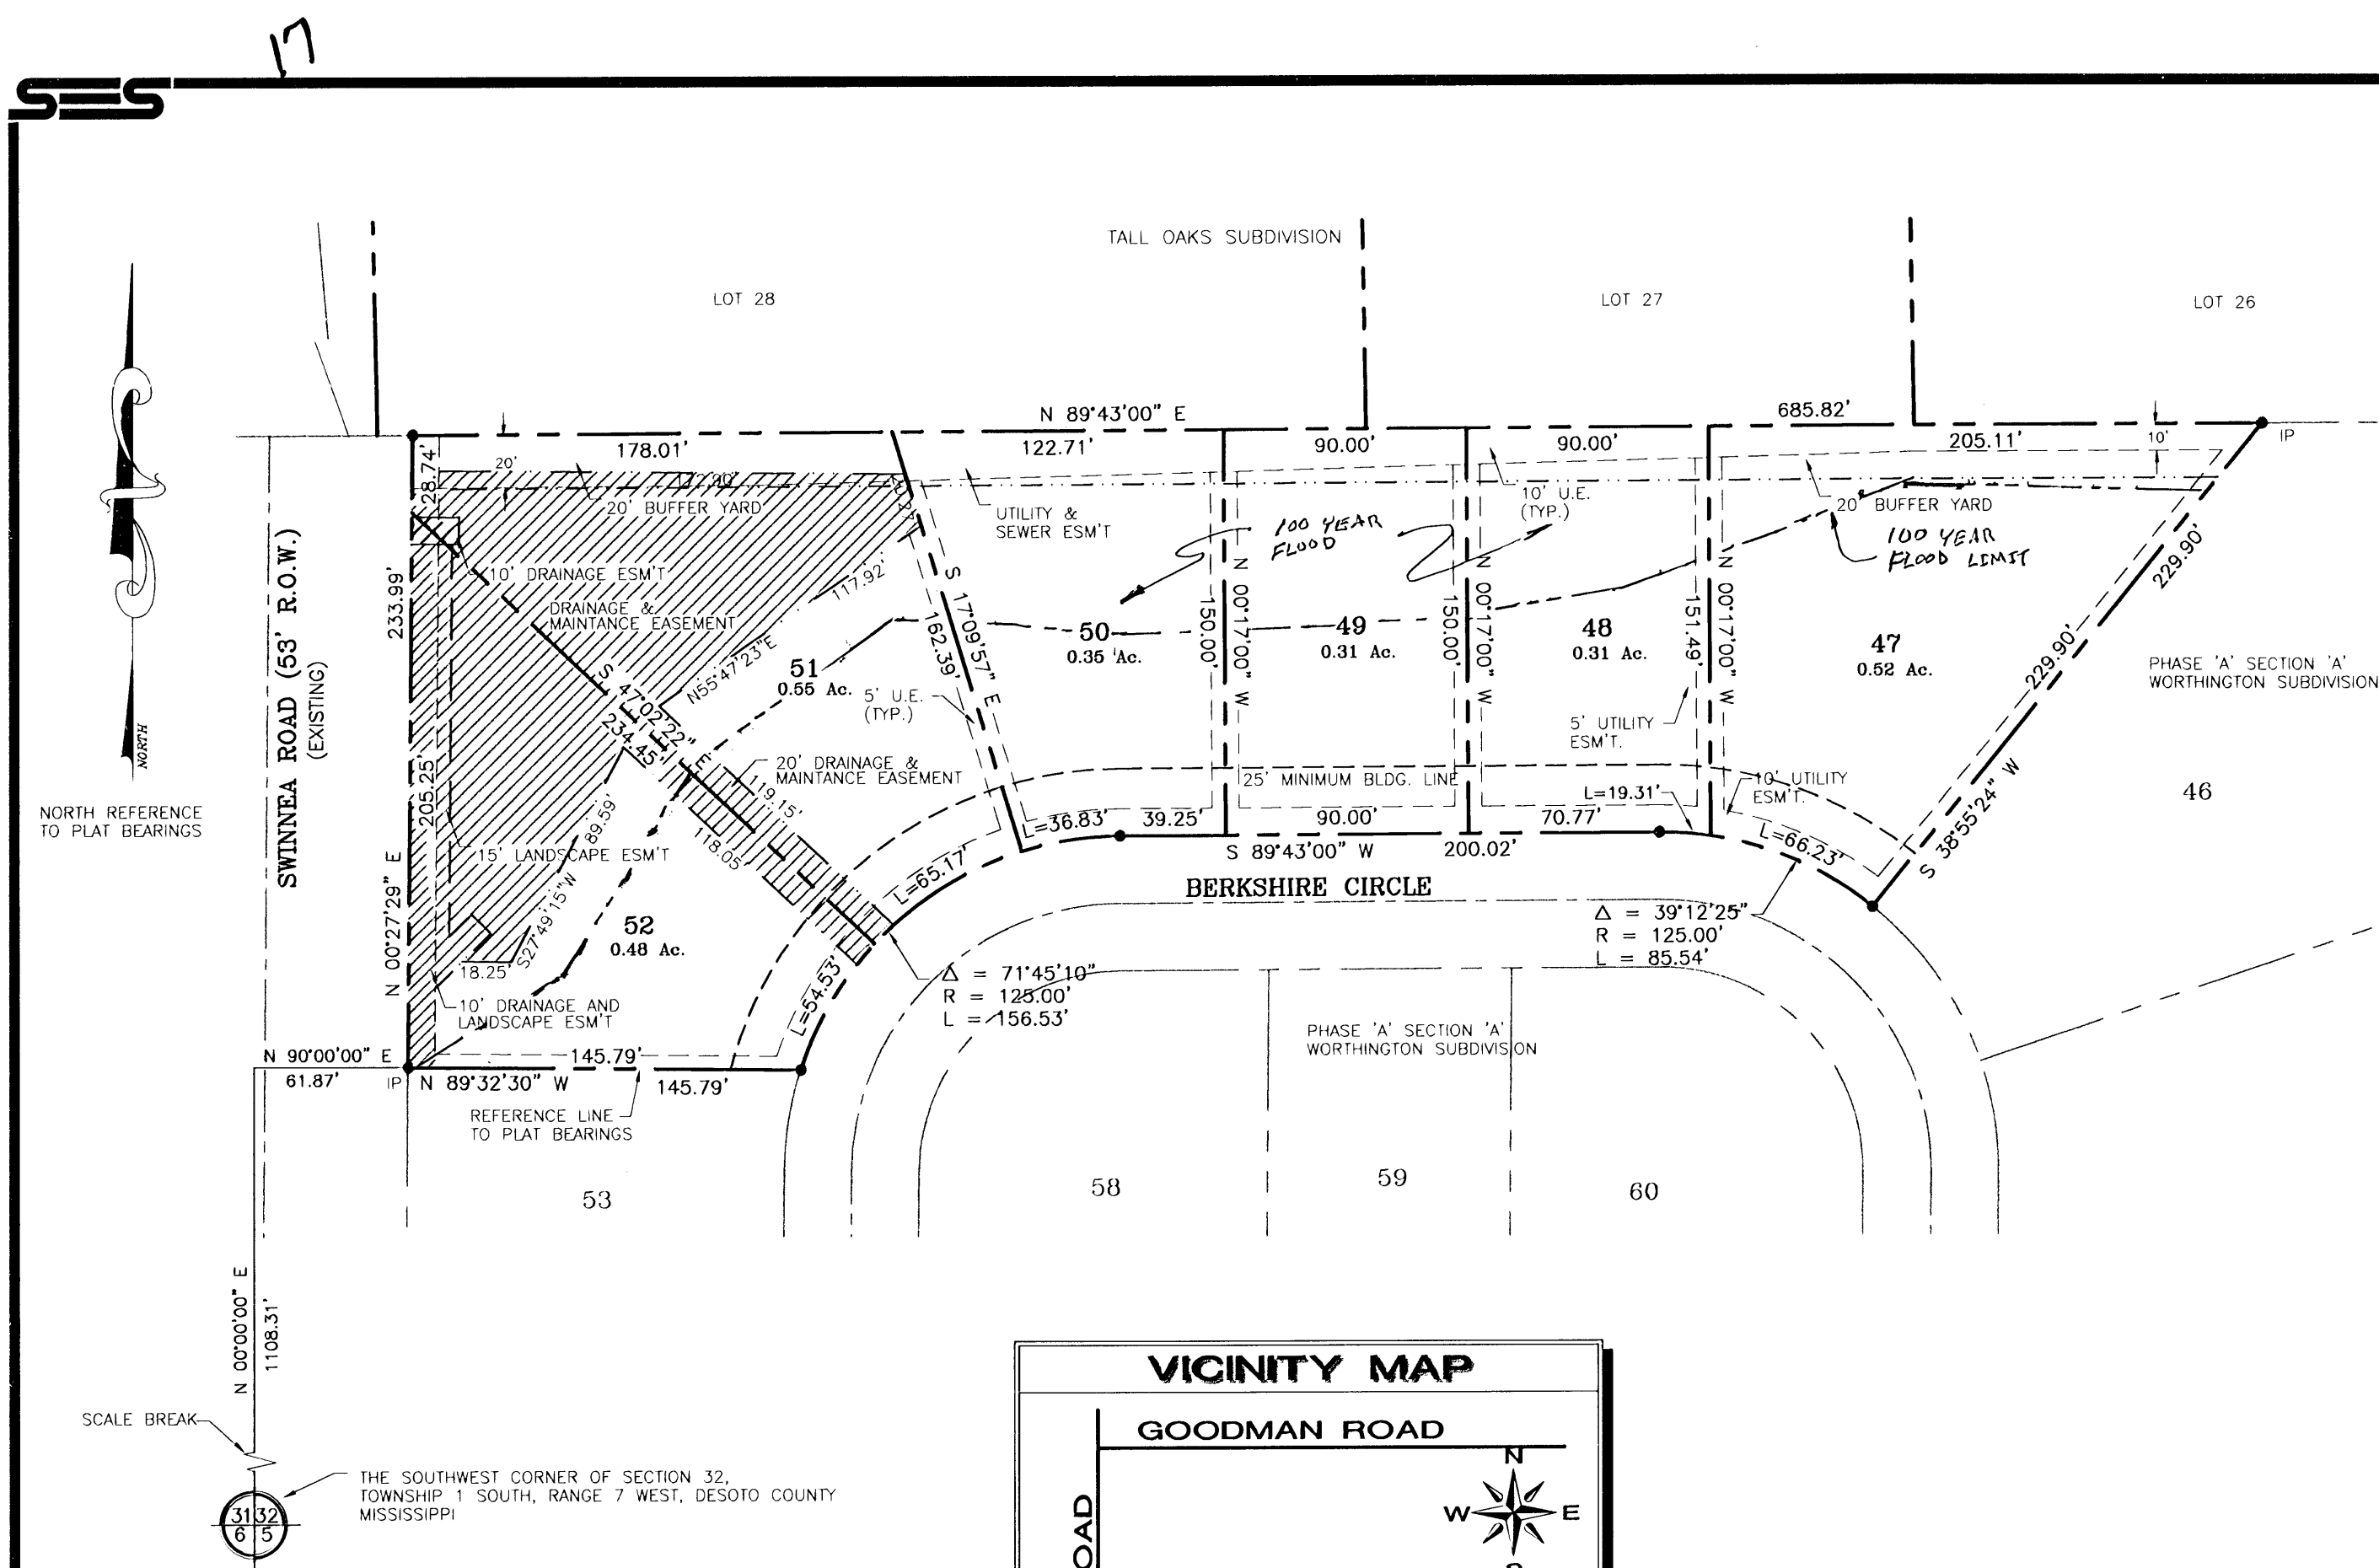 17
SES
TALL OAKS SUBDIVISION
LOT 28
LOT 27
LOT 26
N 89°43'00" E
685.82'
178.01'
122.71'
90.00'
90.00'
205.11'
10'
IP
28.74'
20'
172.90'
20' BUFFER YARD
UTILITY &
SEWER ESM'T
100 YEAR
FLOOD
10' U.E.
(TYP.)
20' BUFFER YARD
100 YEAR
FLOOD LIMIT
10' DRAINAGE ESM'T
DRAINAGE &
MAINTANCE EASEMENT
117.92'
N55°47'23"E
S 17°09'57" E
162.39'
233.99'
SWINNEA ROAD (53' R.O.W.)
(EXISTING)
S 47°02'22" E
234.45'
51
0.55 Ac.
5' U.E.
(TYP.)
50
0.35 Ac.
150.00'
N 00°17'00" W
49
0.31 Ac.
150.00'
N 00°17'00" W
48
0.31 Ac.
151.49'
N 00°17'00" W
47
0.52 Ac.
229.90'
229.90'
S 38°55'24" W
PHASE 'A' SECTION 'A'
WORTHINGTON SUBDIVISION
46
5' UTILITY
ESM'T.
10' UTILITY
ESM'T.
NORTH
NORTH REFERENCE
TO PLAT BEARINGS
20' DRAINAGE &
MAINTANCE EASEMENT
119.15'
118.05
25' MINIMUM BLDG. LINE
205.25'
15' LANDSCAPE ESM'T
89.59'
S27°49'15"W
18.25'
N 00°27'29" E
L=36.83'
39.25'
90.00'
70.77'
L=19.31'
L=66.23'
S 89°43'00" W
200.02'
BERKSHIRE CIRCLE
L=65.17'
L=54.53'
52
0.48 Ac.
Δ = 71°45'10"
R = 125.00'
L = 156.53'
Δ = 39°12'25"
R = 125.00'
L = 85.54'
10' DRAINAGE AND
LANDSCAPE ESM'T
N 90°00'00" E
61.87'
IP
145.79'
N 89°32'30" W
145.79'
REFERENCE LINE
TO PLAT BEARINGS
PHASE 'A' SECTION 'A'
WORTHINGTON SUBDIVISION
53
58
59
60
N 00°00'00" E
1108.31'
SCALE BREAK
THE SOUTHWEST CORNER OF SECTION 32,
TOWNSHIP 1 SOUTH, RANGE 7 WEST, DESOTO COUNTY
MISSISSIPPI
31 32
6 5
VICINITY MAP
GOODMAN ROAD
N
W E